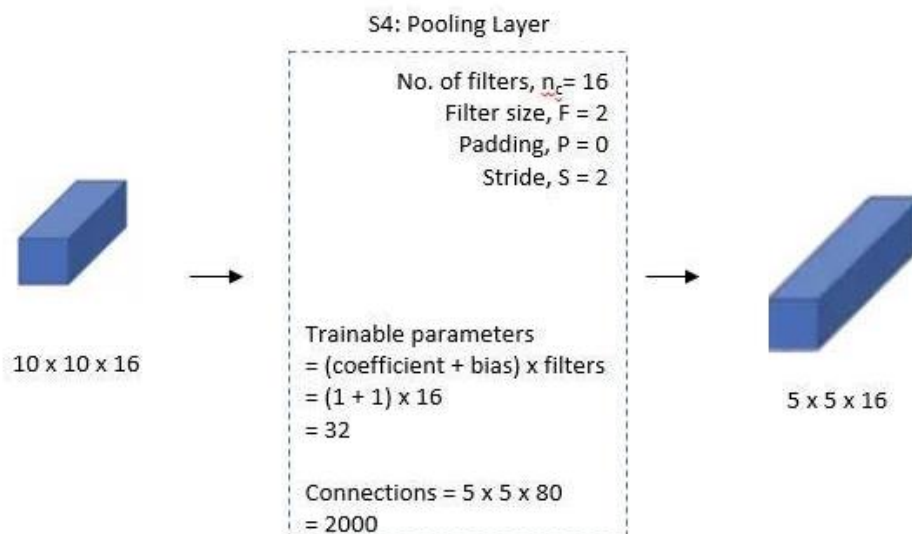 S4: Pooling Layer
No. of filters, nc= 16
Filter size, F = 2
Padding, P = 0
Stride, S = 2
10 x 10 x 16
Trainable parameters
= (coefficient + bias) x filters
= (1 + 1) x 16
= 32
Connections = 5 x 5 x 80
= 2000
5 x 5 x 16